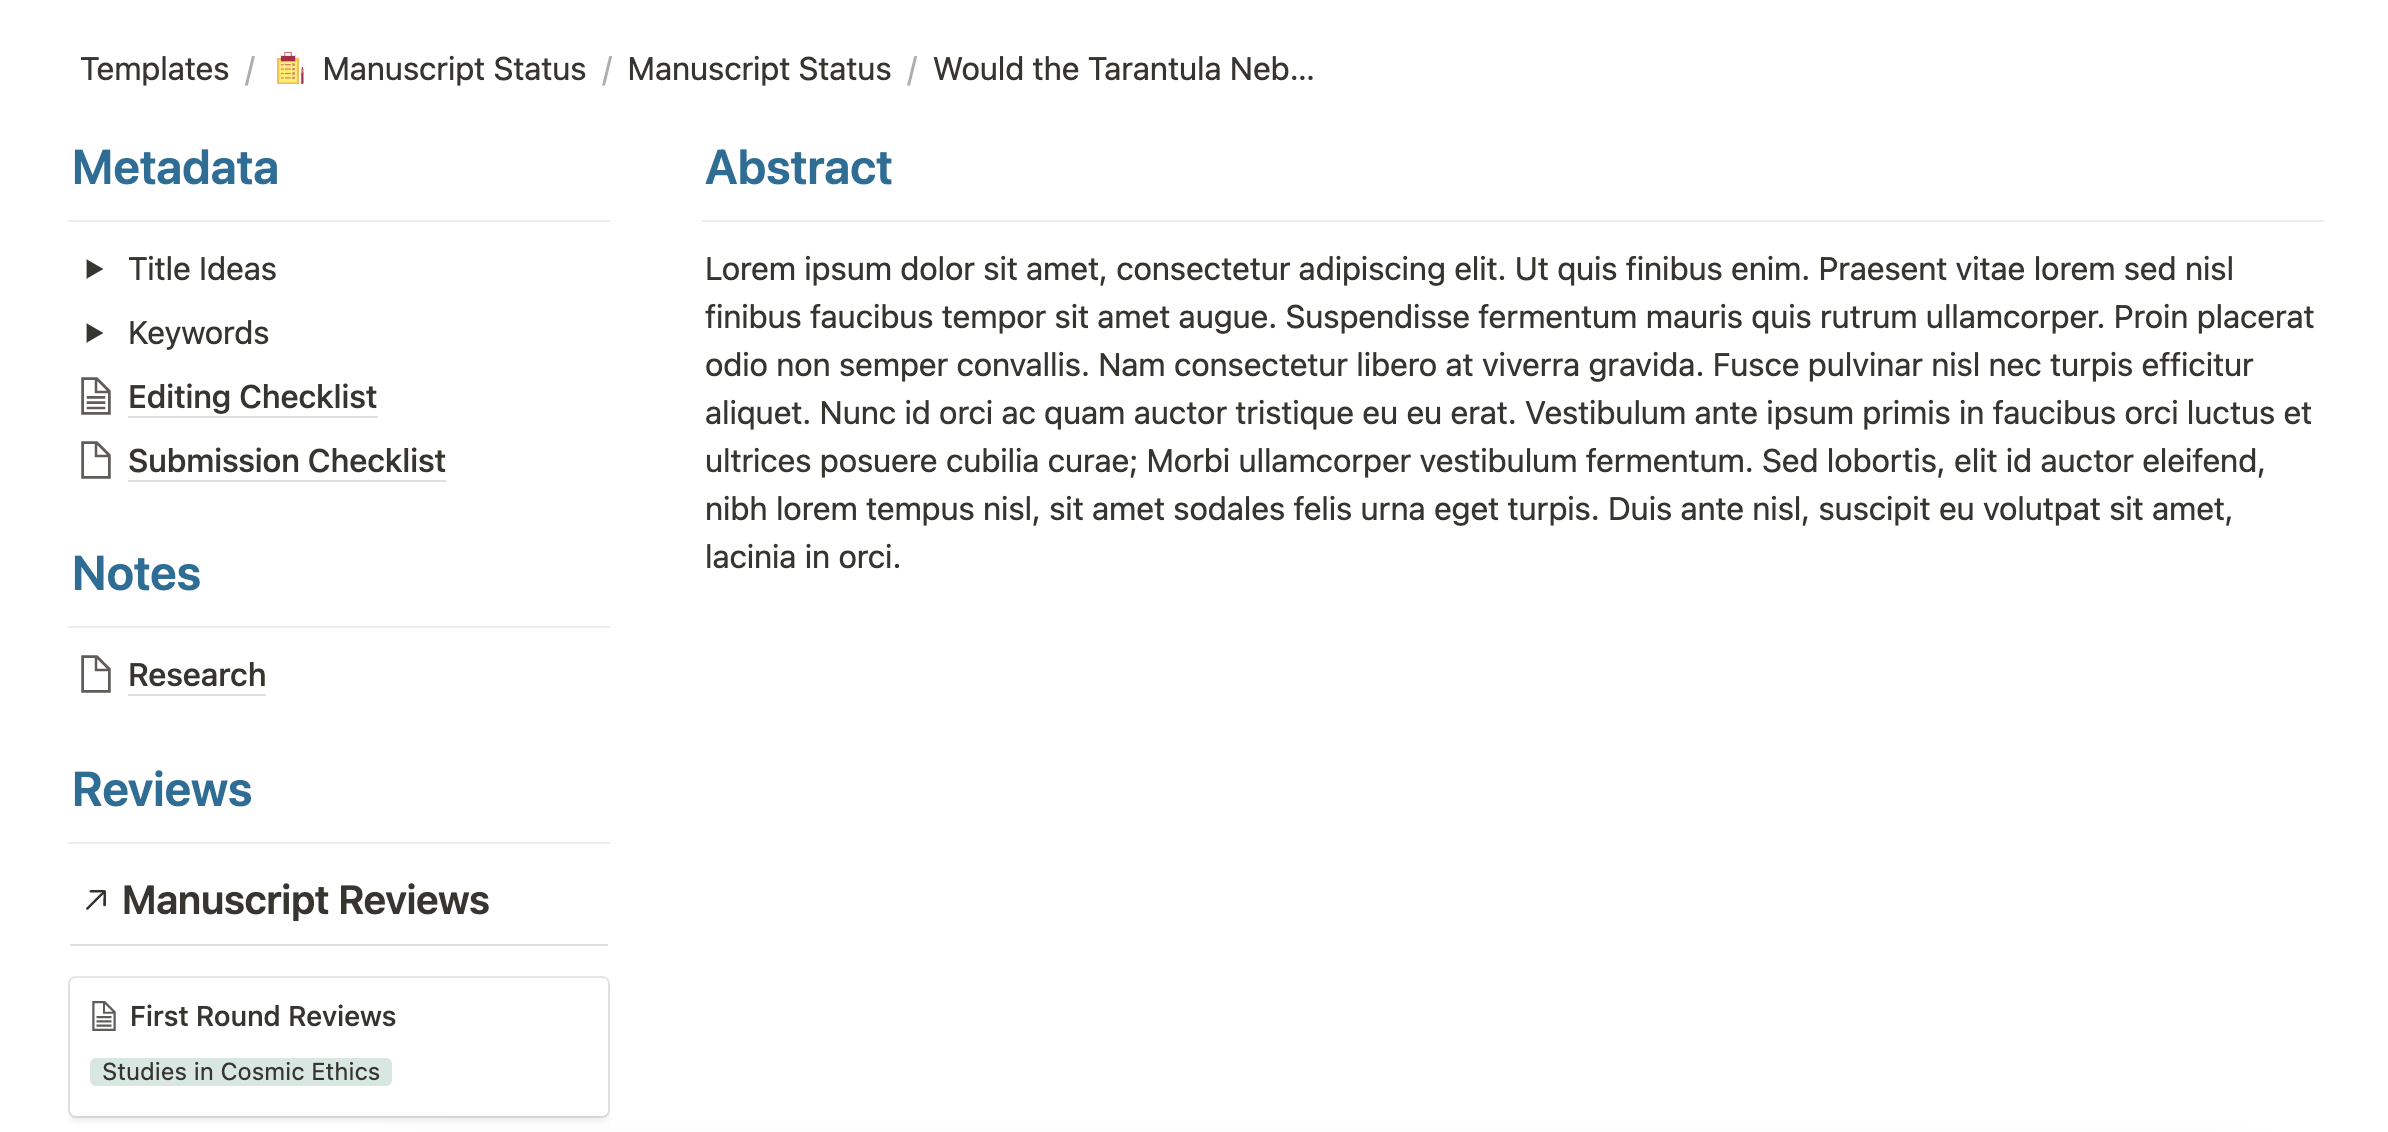 Templates / Manuscript Status / Manuscript Status / Would the Tarantula Neb...
Metadata
Title Ideas
Keywords
Editing Checklist
Submission Checklist
Notes
Research
Reviews
Manuscript Reviews
First Round Reviews
Studies in Cosmic Ethics
Abstract
Lorem ipsum dolor sit amet, consectetur adipiscing elit. Ut quis finibus enim. Praesent vitae lorem sed nisl
finibus faucibus tempor sit amet augue. Suspendisse fermentum mauris quis rutrum ullamcorper. Proin placerat
odio non semper convallis. Nam consectetur libero at viverra gravida. Fusce pulvinar nisl nec turpis efficitur
aliquet. Nunc id orci ac quam auctor tristique eu eu erat. Vestibulum ante ipsum primis in faucibus orci luctus et
ultrices posuere cubilia curae; Morbi ullamcorper vestibulum fermentum. Sed lobortis, elit id auctor eleifend,
nibh lorem tempus nisl, sit amet sodales felis urna eget turpis. Duis ante nisl, suscipit eu volutpat sit amet,
lacinia in orci.